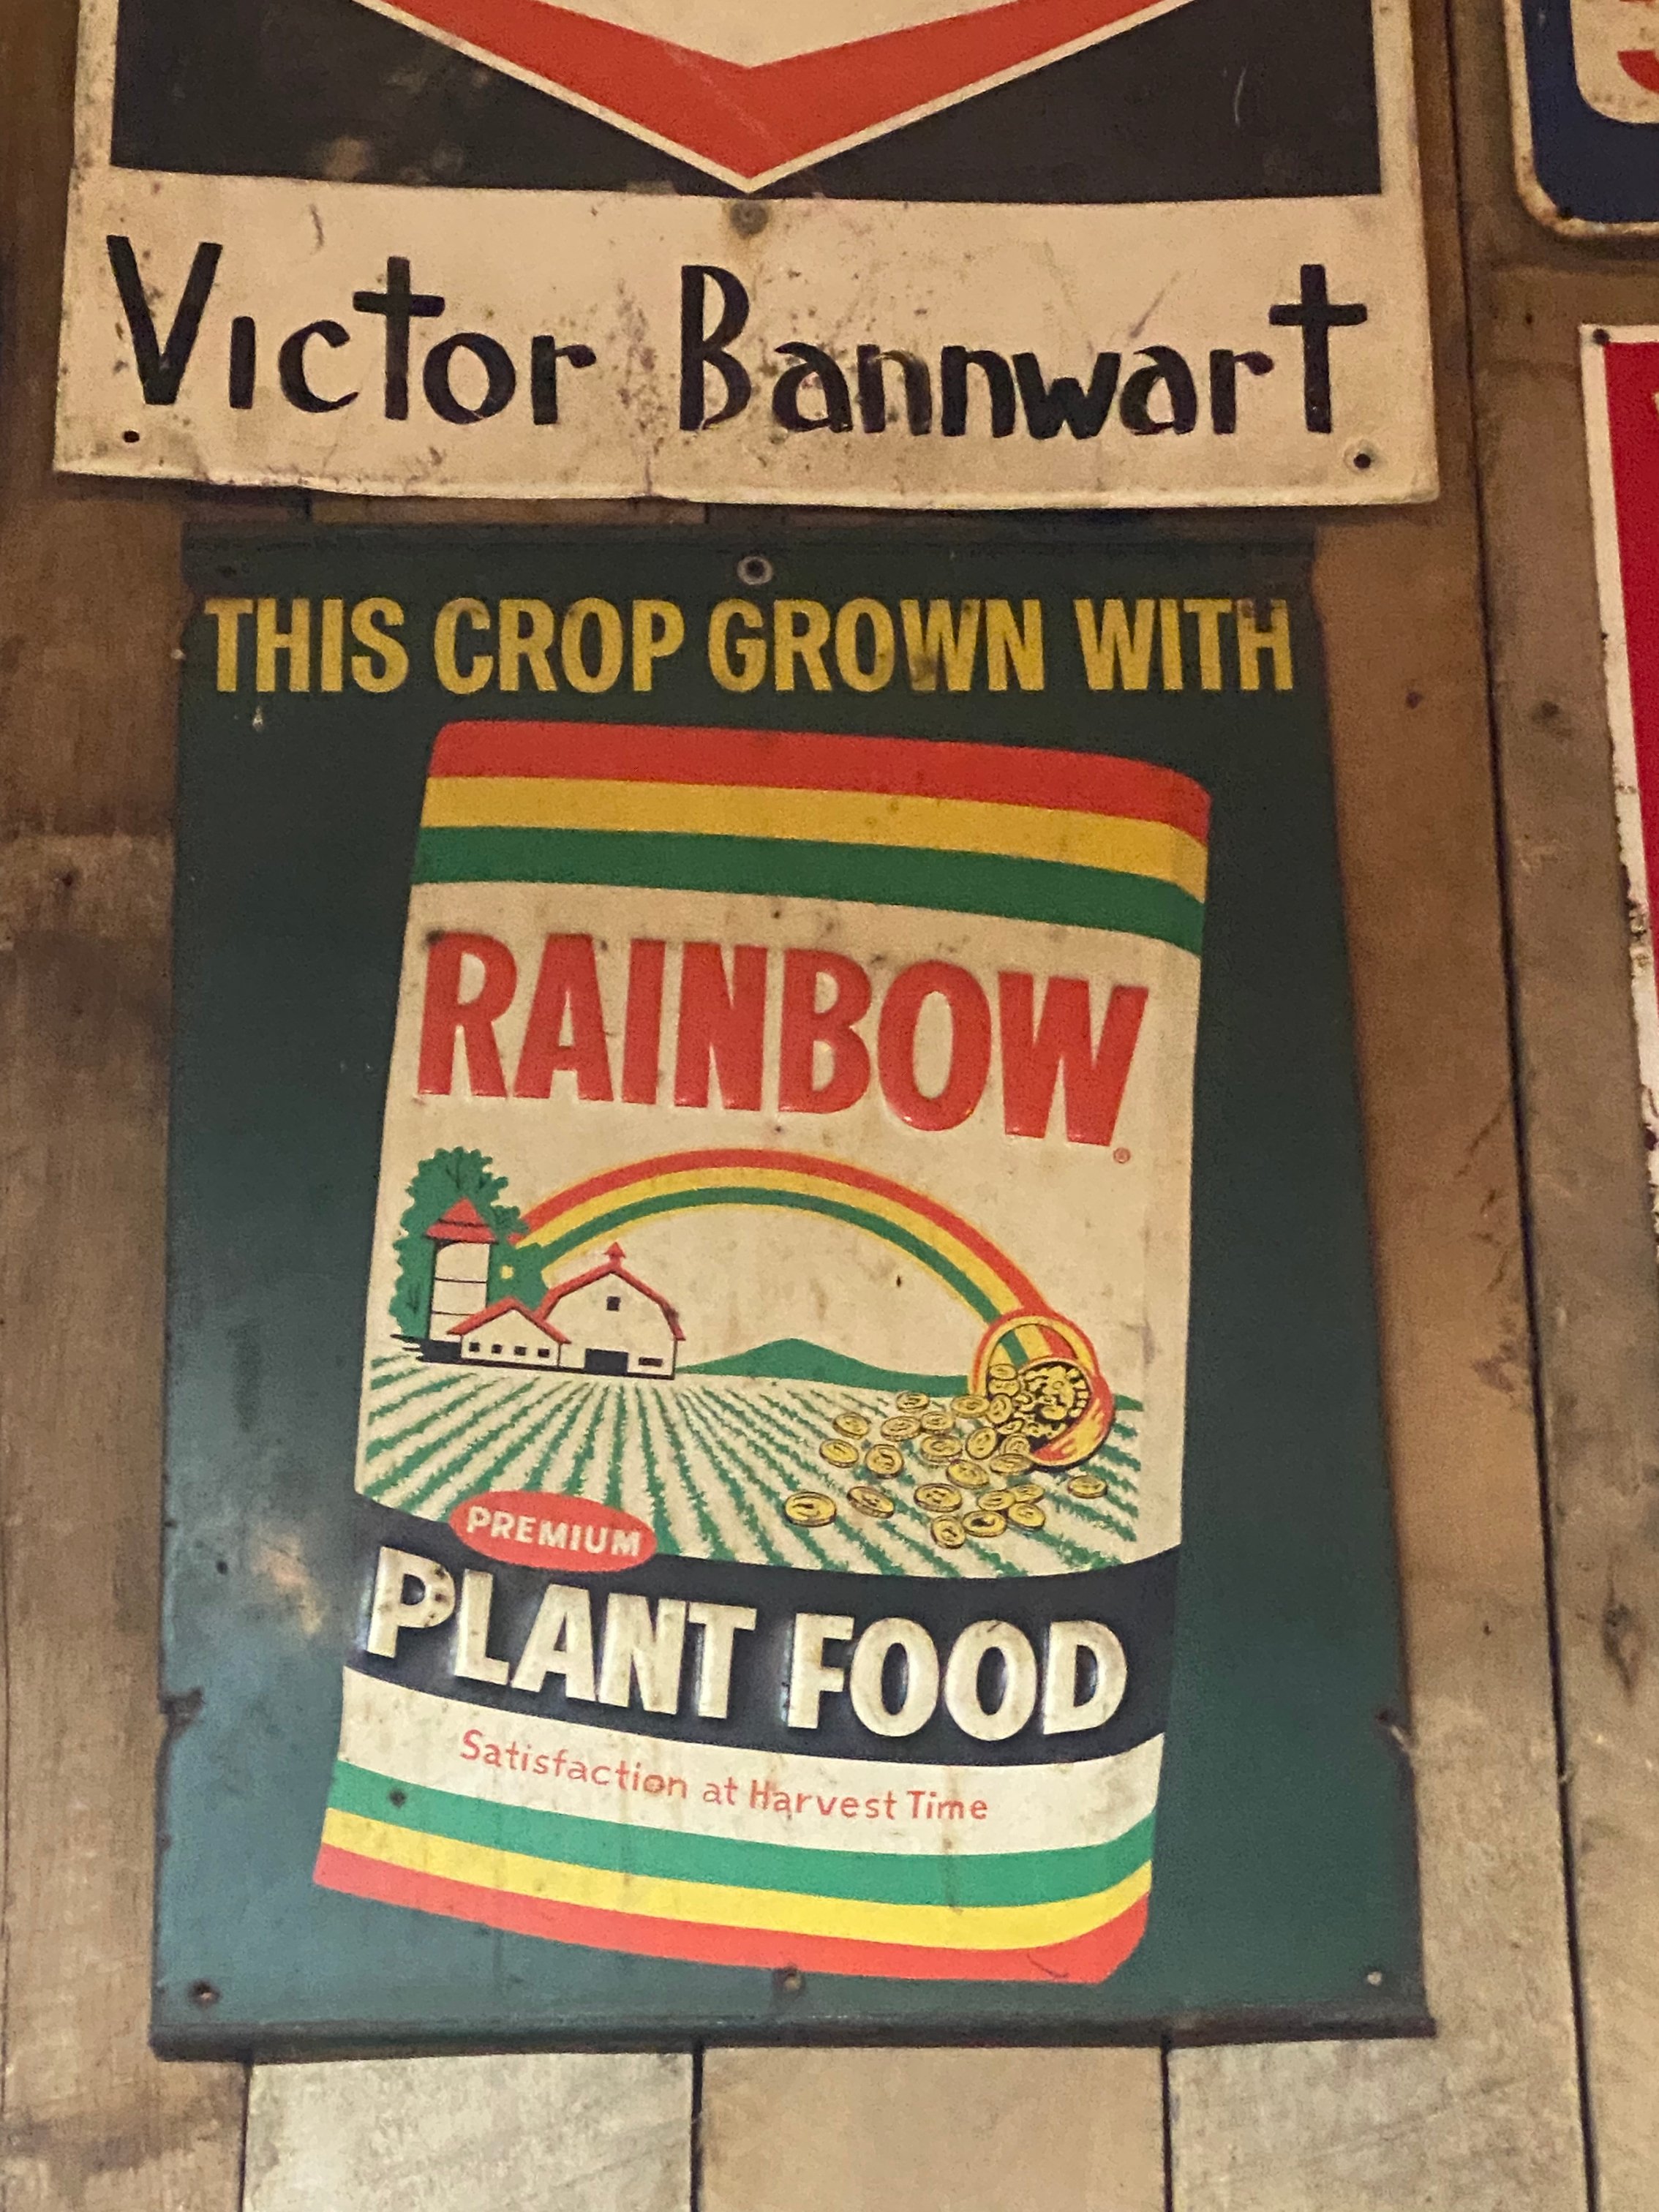 Victor Bannwart
THIS CROP GROWN WITH
RAINBOW®
PREMIUM
PLANT FOOD
Satisfaction at Harvest Time